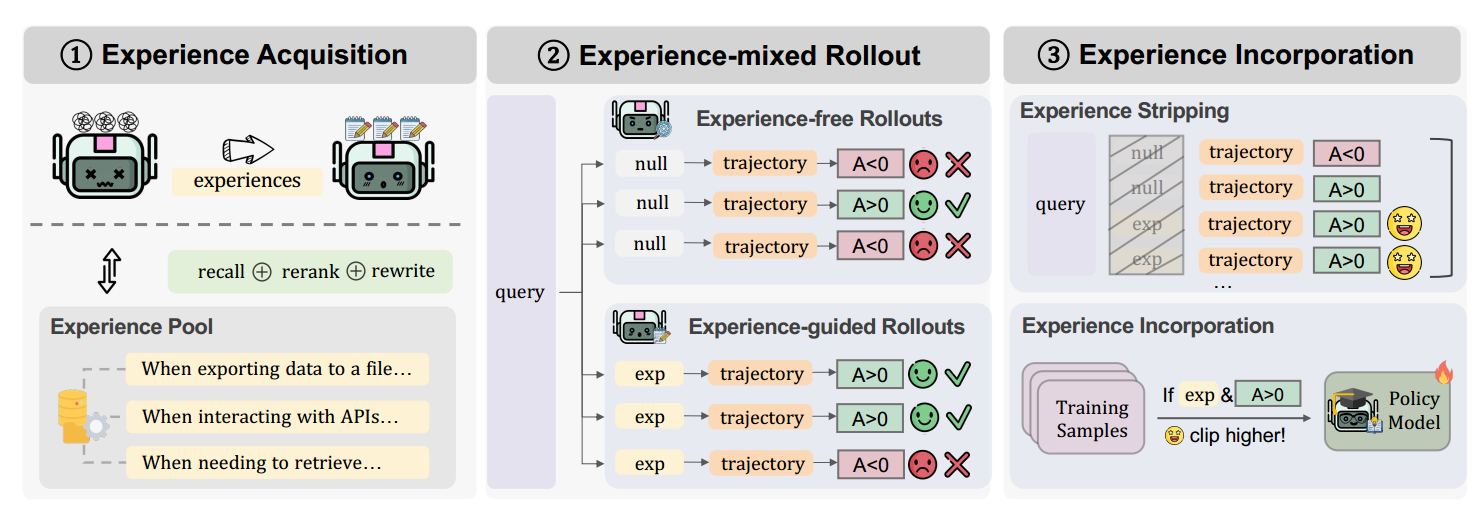 ① Experience Acquisition
experiences
recall ⊕ rerank ⊕ rewrite
Experience Pool
When exporting data to a file...
When interacting with APIs...
When needing to retrieve...
② Experience-mixed Rollout
query
Experience-free Rollouts
null trajectory A<0
null trajectory A>0
null trajectory A<0
Experience-guided Rollouts
exp trajectory A>0
exp trajectory A>0
exp trajectory A<0
③ Experience Incorporation
Experience Stripping
query
null trajectory A<0
null trajectory A>0
exp trajectory A>0
exp trajectory A>0
...
Experience Incorporation
Training
Samples
If exp & A>0
clip higher!
Policy
Model